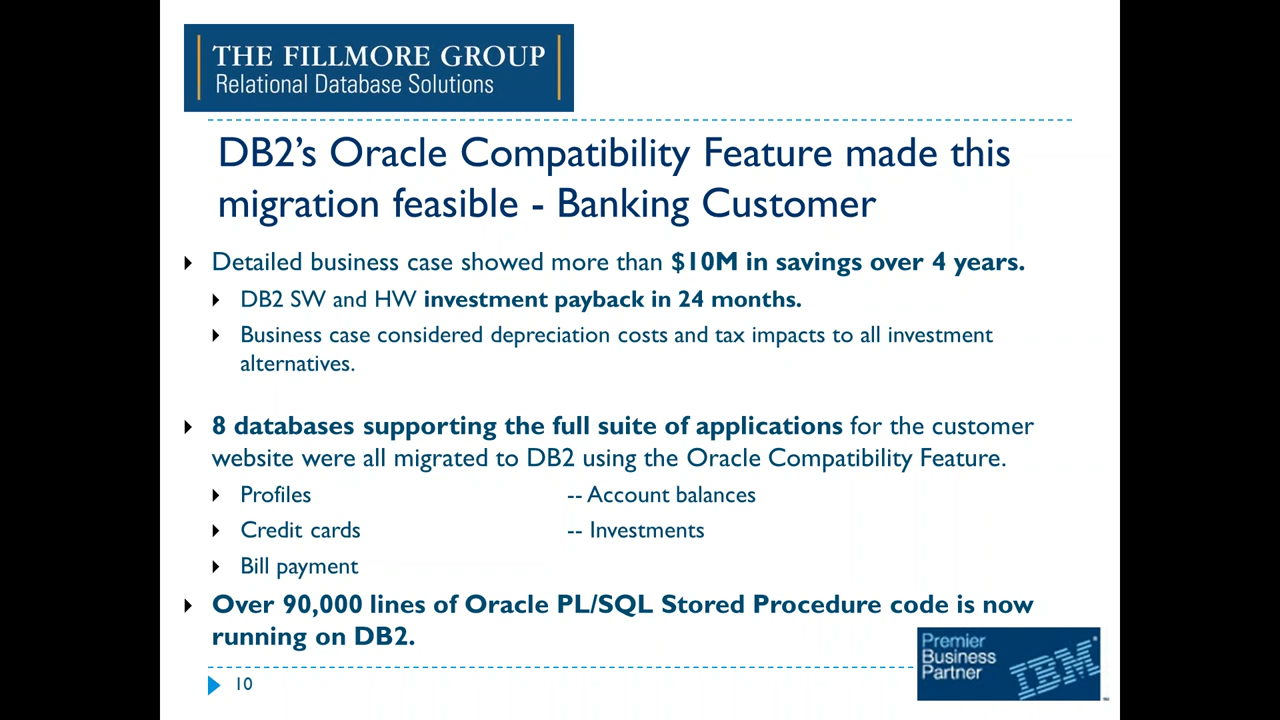 THE FILLMORE GROUP
Relational Database Solutions
DB2's Oracle Compatibility Feature made this
migration feasible - Banking Customer
Detailed business case showed more than $10M in savings over 4 years.
DB2 SW and HW investment payback in 24 months.
Business case considered depreciation costs and tax impacts to all investment
alternatives.
8 databases supporting the full suite of applications for the customer
website were all migrated to DB2 using the Oracle Compatibility Feature.
Profiles -- Account balances
Credit cards -- Investments
Bill payment
Over 90,000 lines of Oracle PL/SQL Stored Procedure code is now
running on DB2.
Premier
Business
Partner
IBM®
10